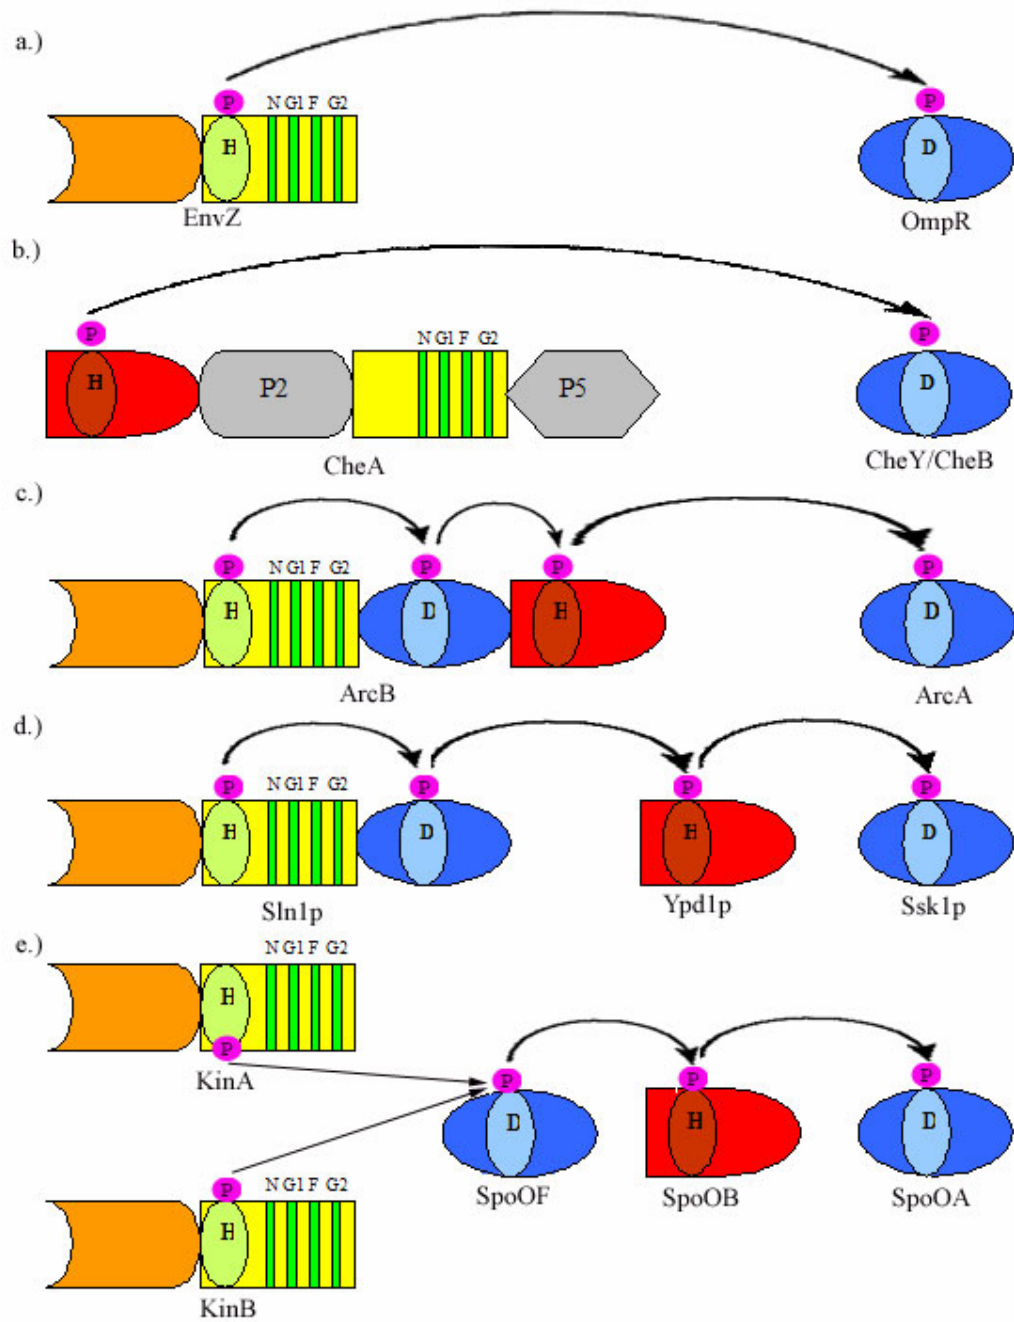 a.)
P P
N G1 F G2
H D
EnvZ OmpR
b.)
P P
N G1 F G2
H P2 P5 D
CheA CheY/CheB
c.)
P P P P
N G1 F G2
H D H D
ArcB ArcA
d.)
P P P P
N G1 F G2
H D H D
Sln1p Ypd1p Ssk1p
e.)
N G1 F G2
H
P
KinA
P P P
D H D
SpoOF SpoOB SpoOA
P
N G1 F G2
H
KinB